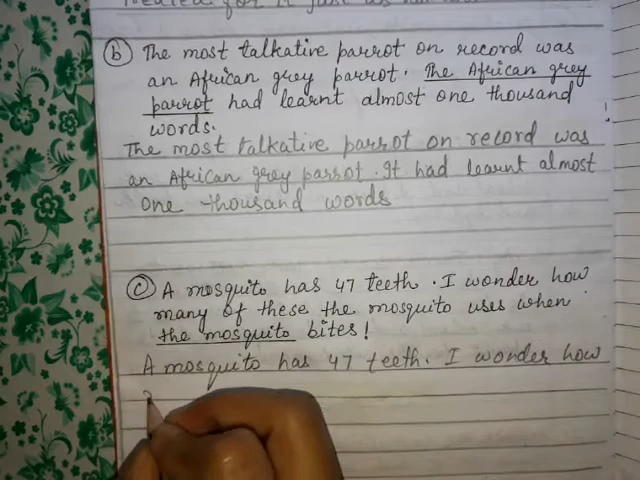 ⓑ The most talkative parrot on record was
an African grey parrot. The African grey
parrot had learnt almost one thousand
words.
The most talkative parrot on record was
an African grey parrot. It had learnt almost
one thousand words
ⓒ A mosquito has 47 teeth. I wonder how
many of these the mosquito uses when
the mosquito bites!
A mosquito has 47 teeth. I wonder how